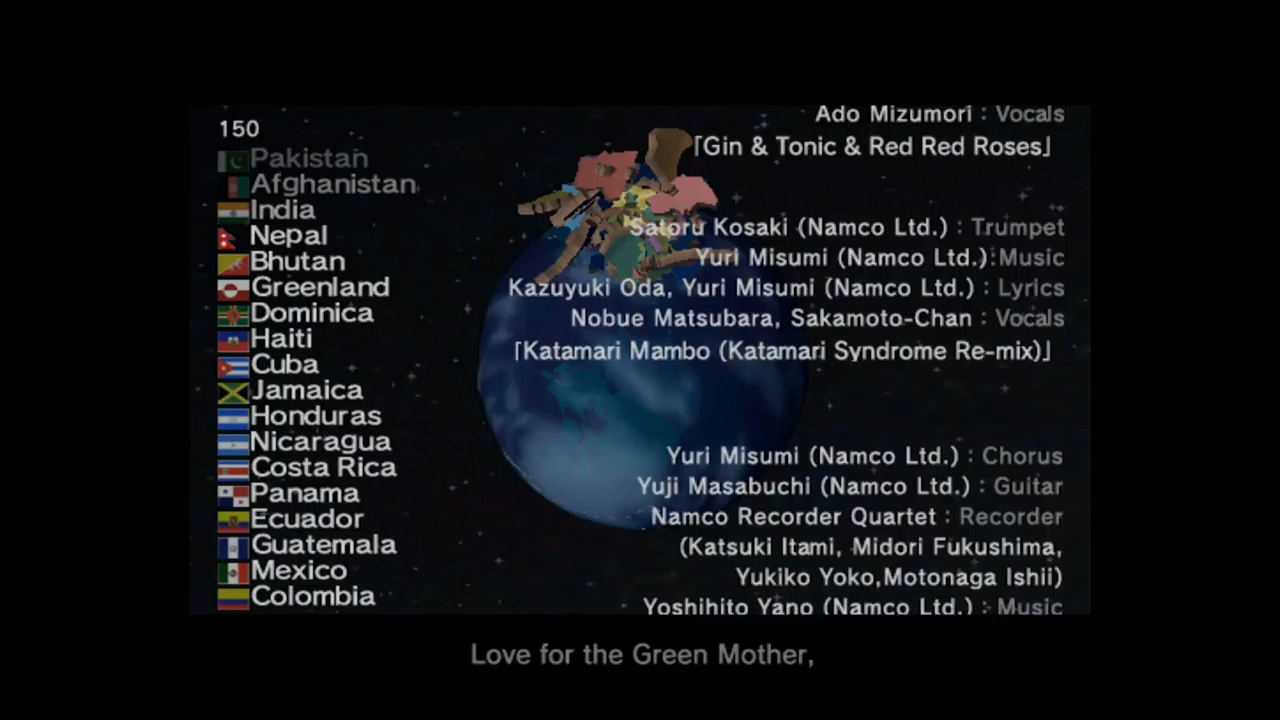 150
Pakistan
Afghanistan
India
Nepal
Bhutan
Greenland
Dominica
Haiti
Cuba
Jamaica
Honduras
Nicaragua
Costa Rica
Panama
Ecuador
Guatemala
Mexico
Colombia
Ado Mizumori : Vocals
「Gin & Tonic & Red Red Roses」
Satoru Kosaki (Namco Ltd.) : Trumpet
Yuri Misumi (Namco Ltd.) : Music
Kazuyuki Oda, Yuri Misumi (Namco Ltd.) : Lyrics
Nobue Matsubara, Sakamoto-Chan : Vocals
「Katamari Mambo (Katamari Syndrome Re-mix)」
Yuri Misumi (Namco Ltd.) : Chorus
Yuji Masabuchi (Namco Ltd.) : Guitar
Namco Recorder Quartet : Recorder
(Katsuki Itami, Midori Fukushima,
Yukiko Yoko,Motonaga Ishii)
Yoshihito Yano (Namco Ltd.) : Music
Love for the Green Mother,